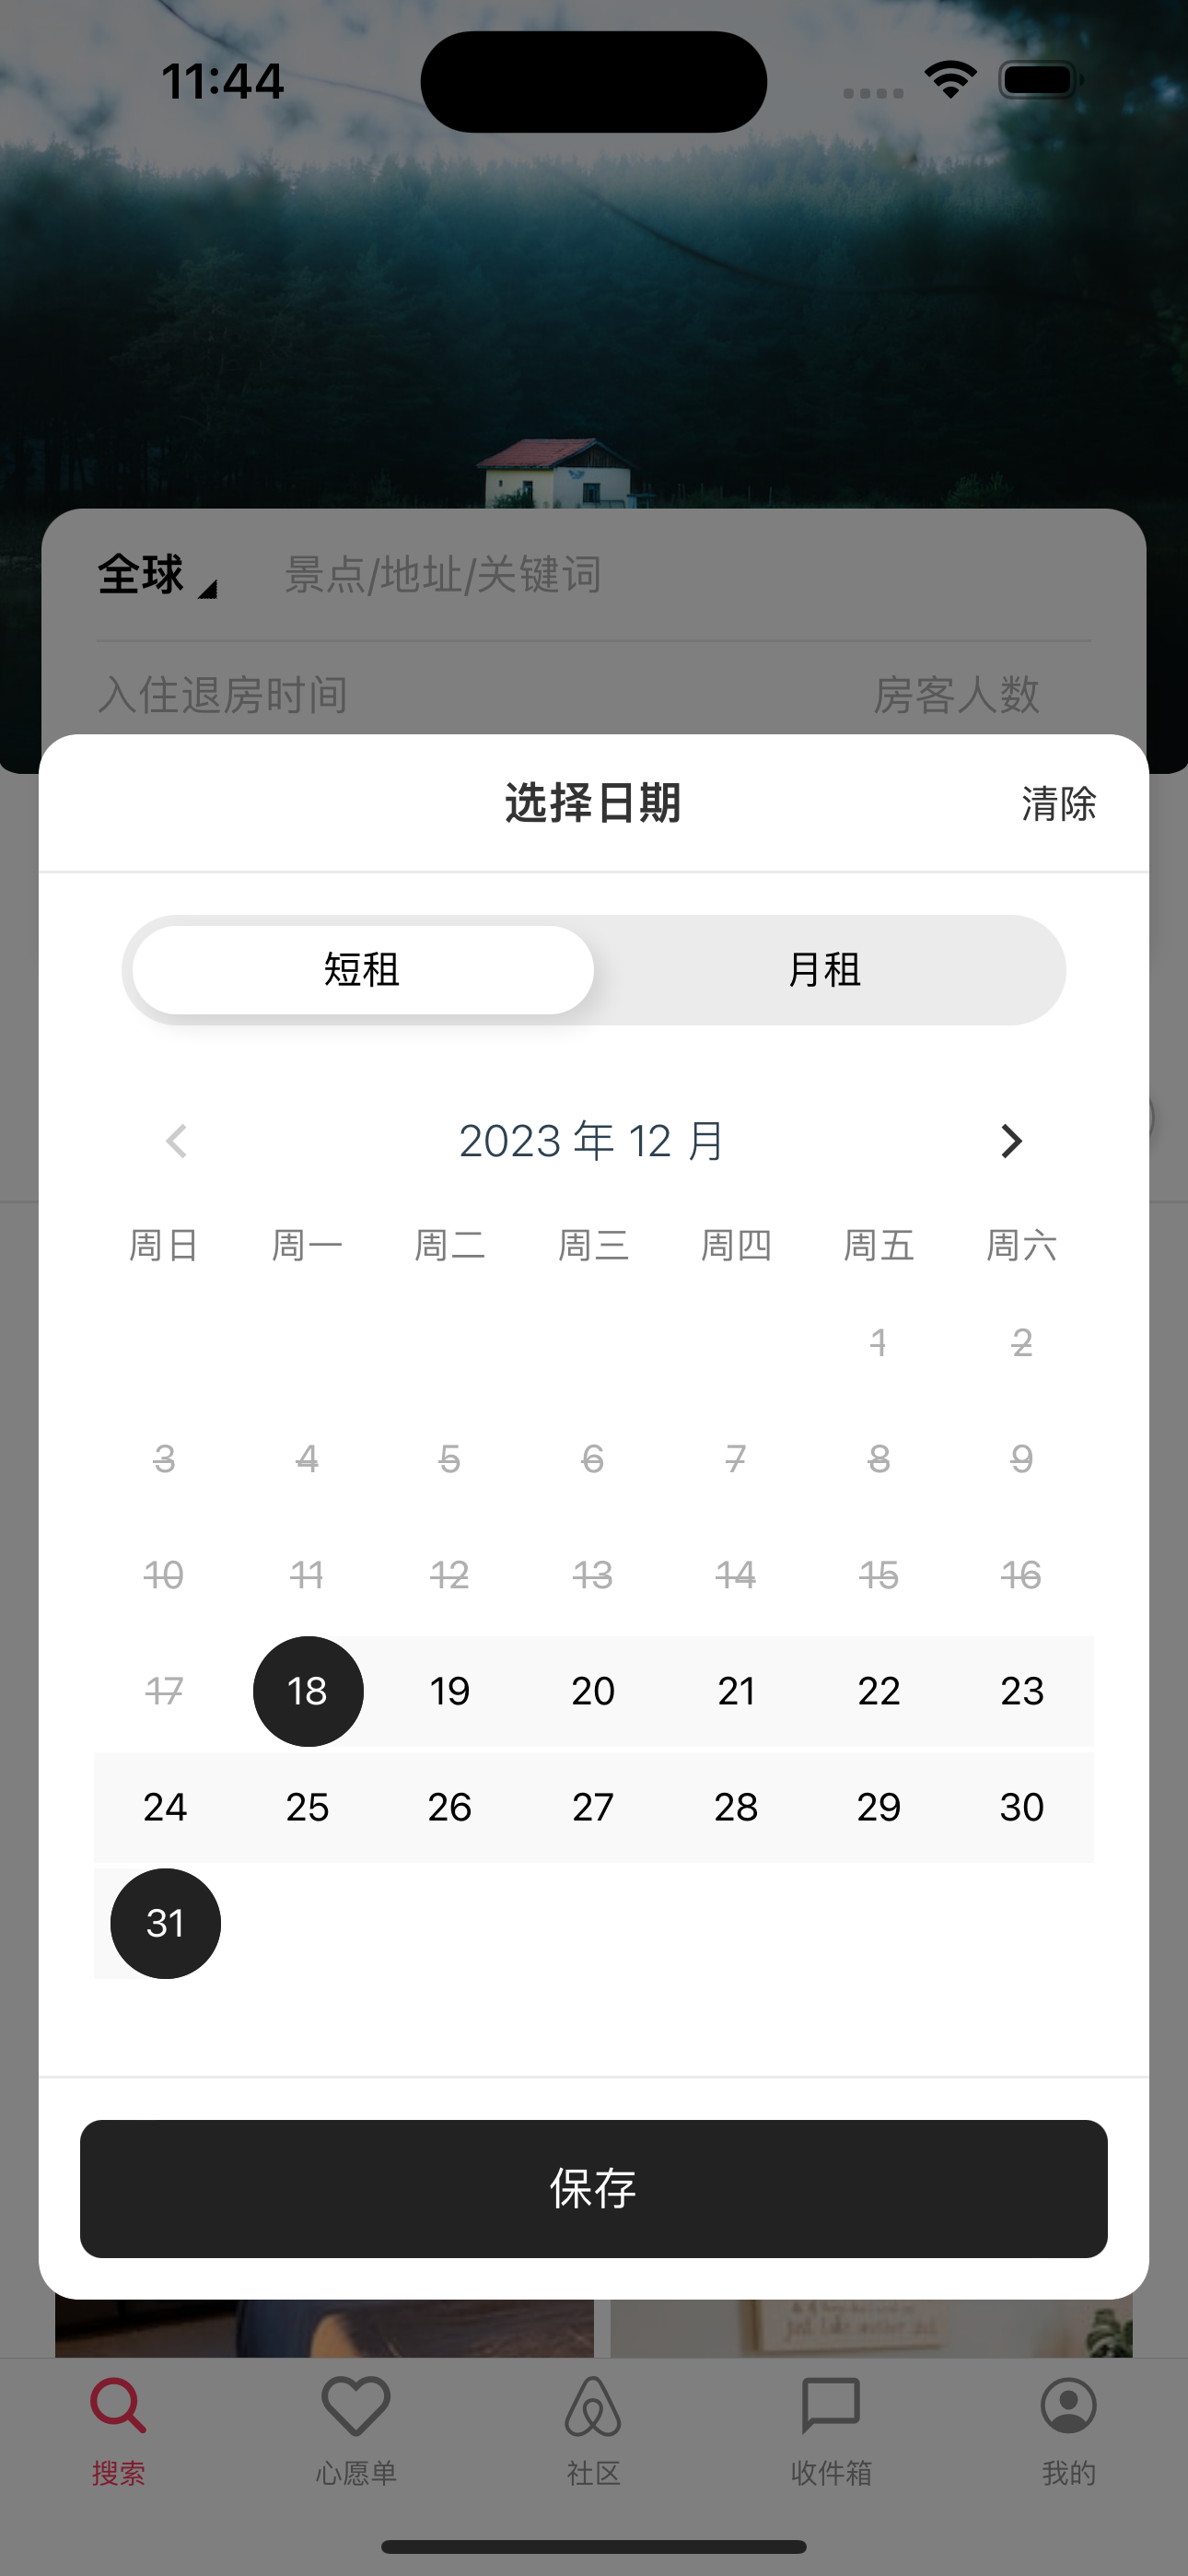 11:44
全球 景点/地址/关键词
入住退房时间 房客人数
选择日期 清除
短租 月租
2023 年 12 月
周日 周一 周二 周三 周四 周五 周六
1 2
3 4 5 6 7 8 9
10 11 12 13 14 15 16
17 18 19 20 21 22 23
24 25 26 27 28 29 30
31
保存
搜索 心愿单 社区 收件箱 我的